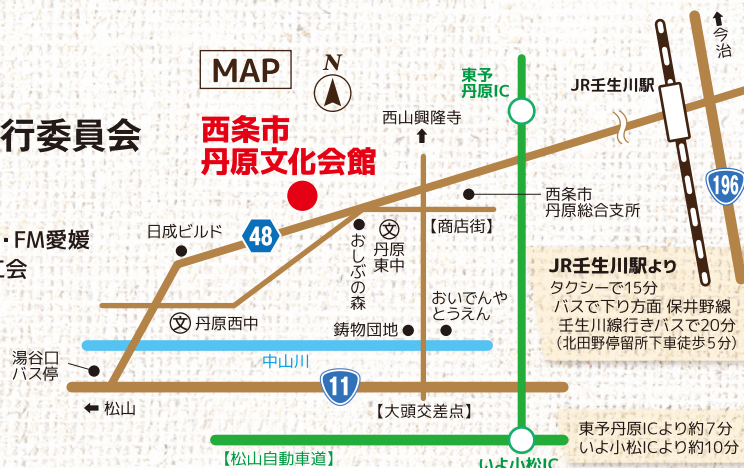 MAP
N
今治
東予
丹原IC
JR壬生川駅
西山興隆寺
行委員会
西条市
丹原文化会館
196
西条市
丹原総合支所
・FM愛媛
工会
日成ビルド
48
【商店街】
文
丹原
東中
おしぶの森
JR壬生川駅より
タクシーで15分
バスで下り方面 保井野線
壬生川線行きバスで20分
（北田野停留所下車徒歩5分）
おいでんや
とうえん
文 丹原西中
鋳物団地
中山川
湯谷口
バス停
11
松山
【大頭交差点】
東予丹原ICより約7分
いよ小松ICより約10分
【松山自動車道】
いよ小松IC